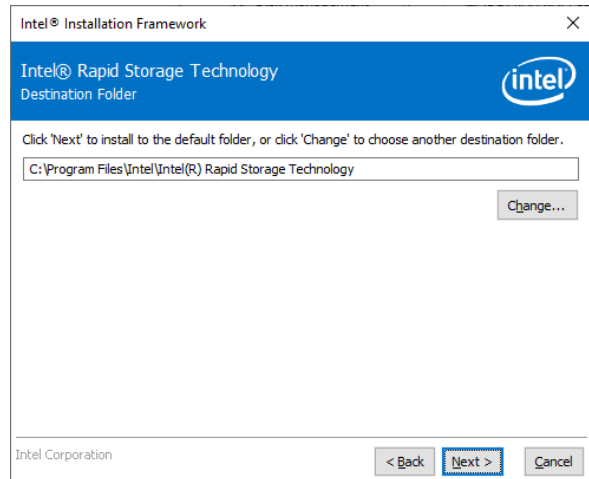 Intel® Installation Framework
Intel® Rapid Storage Technology
Destination Folder
intel
Click 'Next' to install to the default folder, or click 'Change' to choose another destination folder.
C:\Program Files\Intel\Intel(R) Rapid Storage Technology
Change...
Intel Corporation
< Back
Next >
Cancel